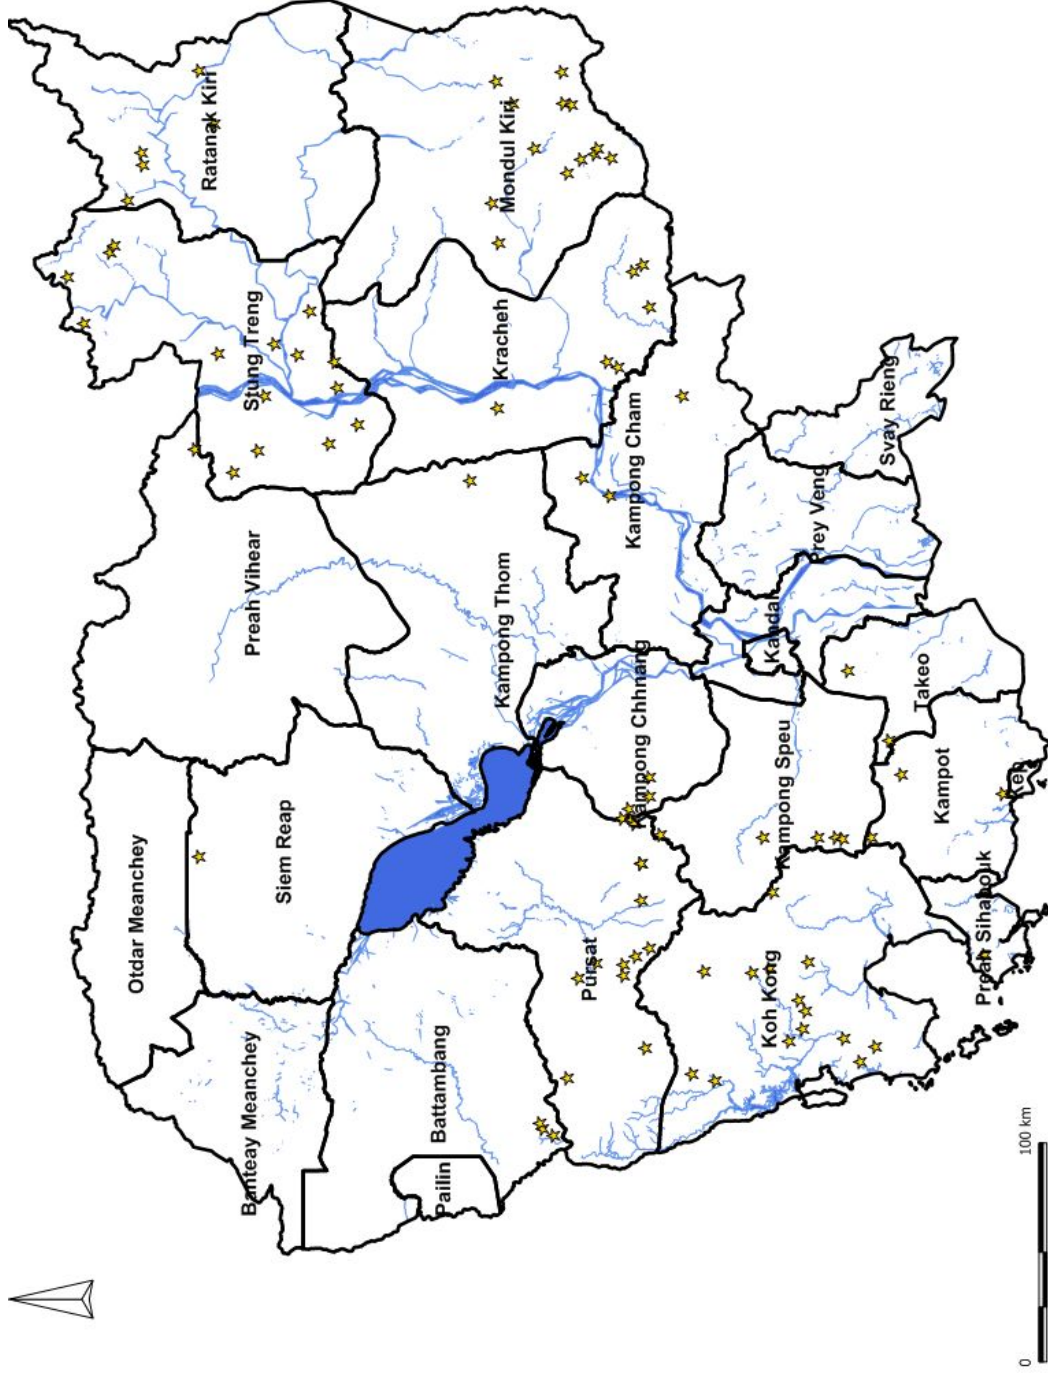 Ratanak Kiri
Otdar Meanchey
Stung Treng
Preah Vihear
Siem Reap
Banteay Meanchey
Mondul Kiri
Kracheh
Kampong Thom
Battambang
Pailin
Kampong Cham
Kampong Chhnang
Pursat
Svay Rieng
Prey Veng
Kandal
Kampong Speu
Koh Kong
Takeo
Kampot
Kep
Preah Sihanouk
0
100 km